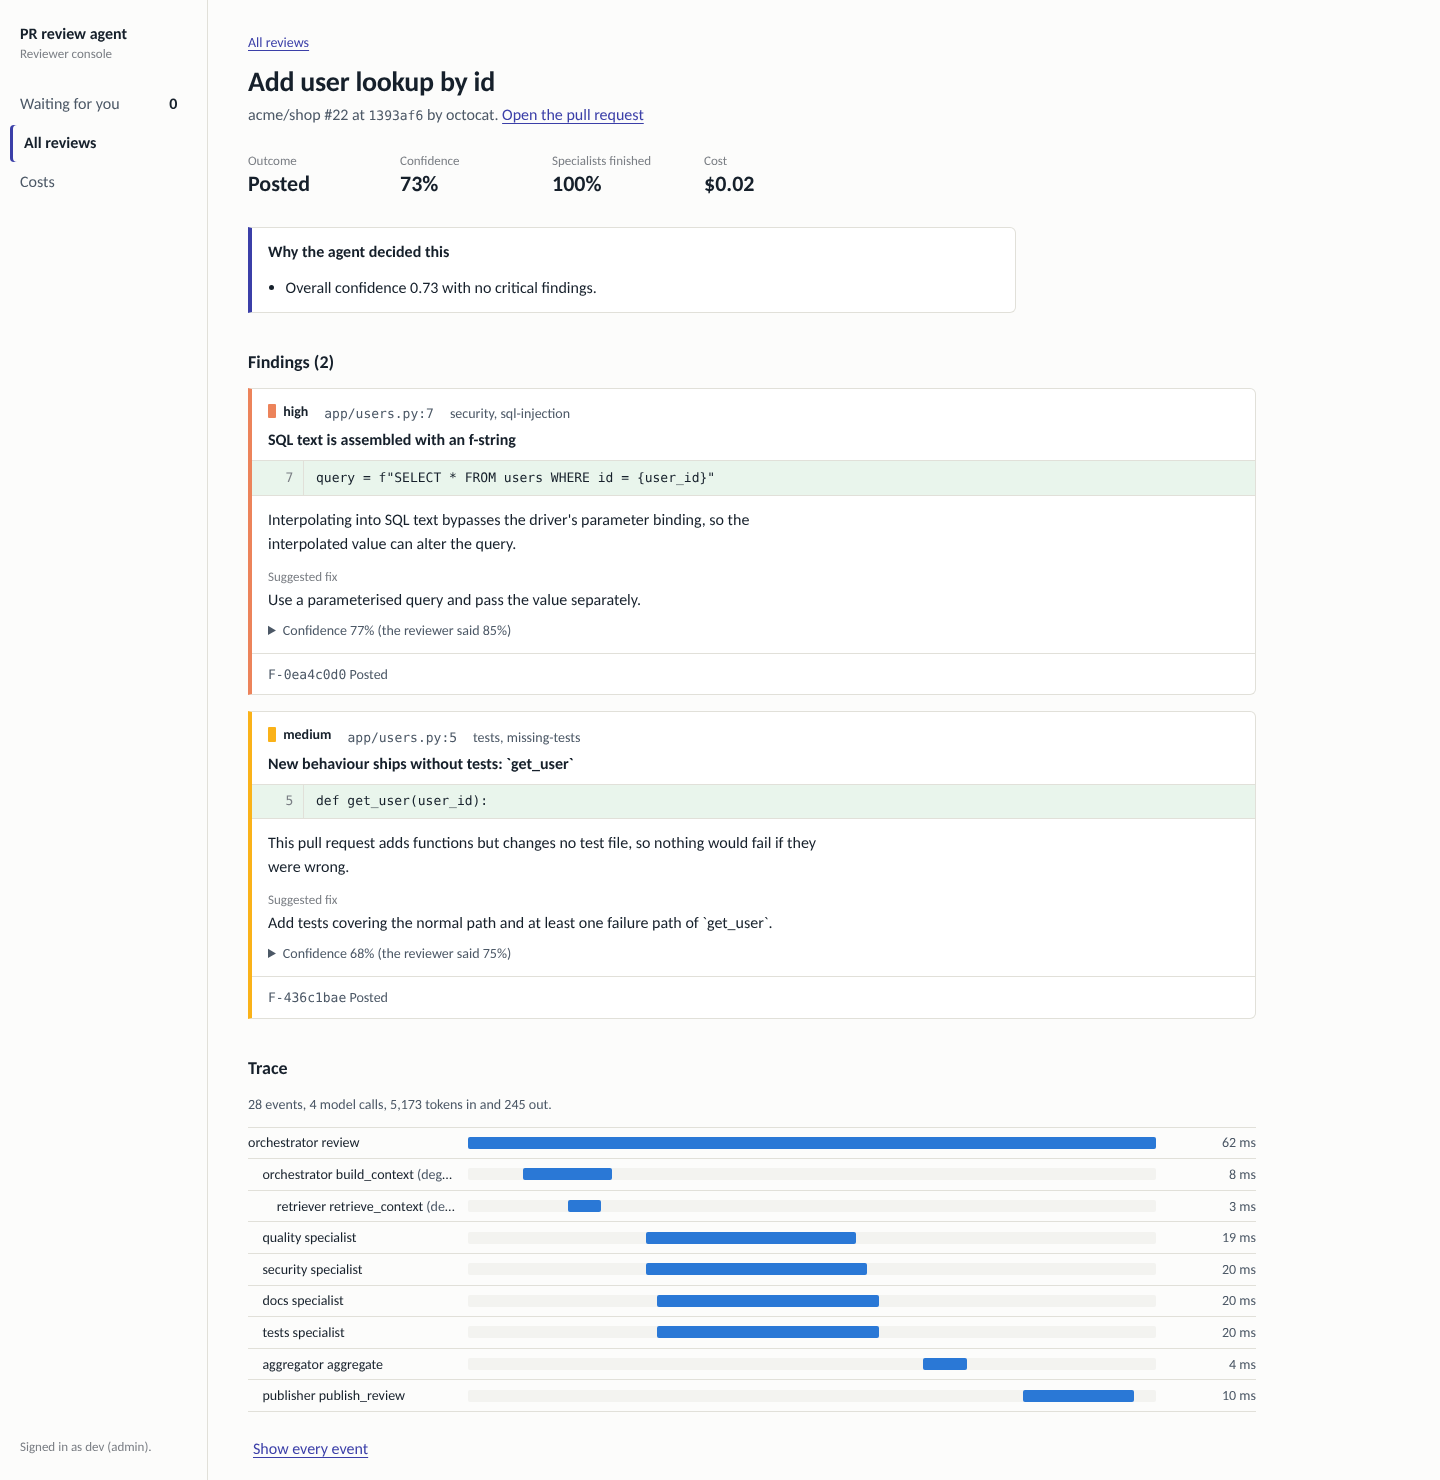 PR review agent
Reviewer console
Waiting for you 0
All reviews
Costs
Signed in as dev (admin).
All reviews
Add user lookup by id
acme/shop #22 at 1393af6 by octocat. Open the pull request
Outcome Confidence Specialists finished Cost
Posted 73% 100% $0.02
Why the agent decided this
• Overall confidence 0.73 with no critical findings.
Findings (2)
high app/users.py:7 security, sql-injection
SQL text is assembled with an f-string
7 query = f"SELECT * FROM users WHERE id = {user_id}"
Interpolating into SQL text bypasses the driver's parameter binding, so the
interpolated value can alter the query.
Suggested fix
Use a parameterised query and pass the value separately.
Confidence 77% (the reviewer said 85%)
F-0ea4c0d0 Posted
medium app/users.py:5 tests, missing-tests
New behaviour ships without tests: `get_user`
5 def get_user(user_id):
This pull request adds functions but changes no test file, so nothing would fail if they
were wrong.
Suggested fix
Add tests covering the normal path and at least one failure path of `get_user`.
Confidence 68% (the reviewer said 75%)
F-436c1bae Posted
Trace
28 events, 4 model calls, 5,173 tokens in and 245 out.
orchestrator review 62 ms
orchestrator build_context (deg... 8 ms
retriever retrieve_context (de... 3 ms
quality specialist 19 ms
security specialist 20 ms
docs specialist 20 ms
tests specialist 20 ms
aggregator aggregate 4 ms
publisher publish_review 10 ms
Show every event